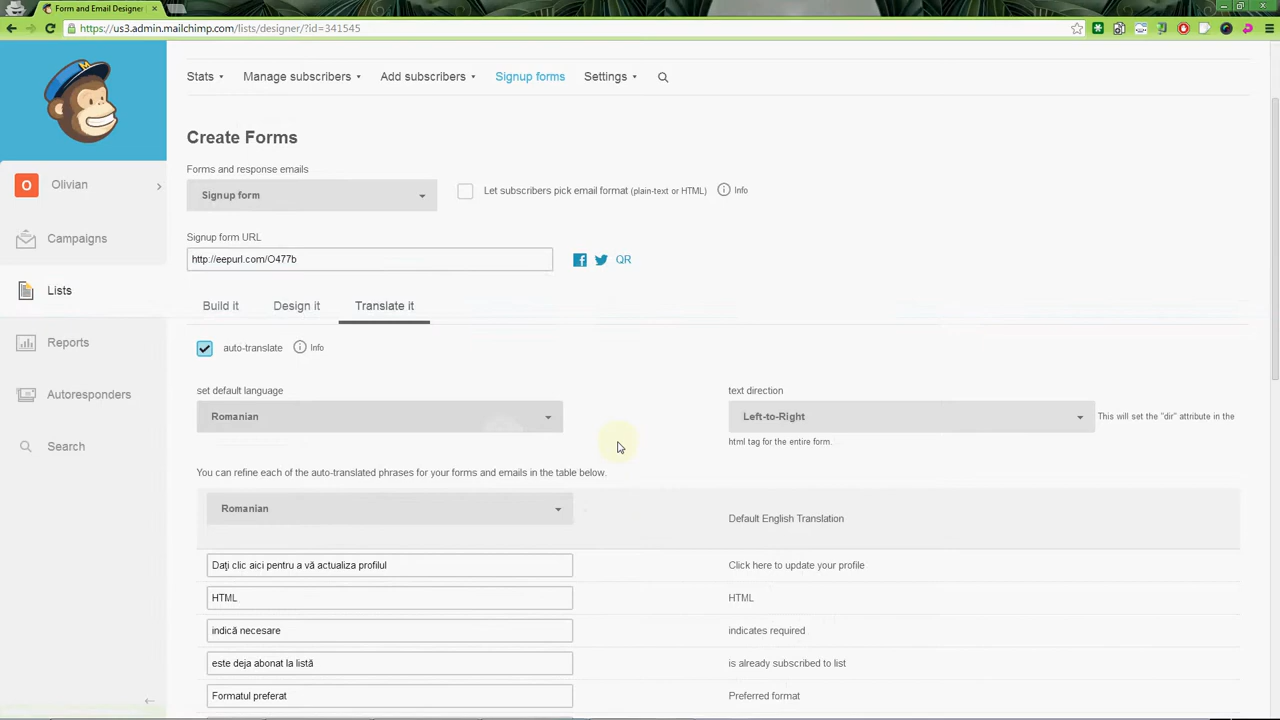 Form and Email Designer
https://us3.admin.mailchimp.com/lists/designer/?id=341545
Stats
Manage subscribers
Add subscribers
Signup forms
Settings
Create Forms
Forms and response emails
Signup form
Let subscribers pick email format (plain-text or HTML)
Info
Signup form URL
http://eepurl.com/O477b
QR
Build it
Design it
Translate it
auto-translate
Info
set default language
text direction
Romanian
Left-to-Right
This will set the "dir" attribute in the
html tag for the entire form.
You can refine each of the auto-translated phrases for your forms and emails in the table below.
Romanian
Default English Translation
Daţi clic aici pentru a vă actualiza profilul
Click here to update your profile
HTML
HTML
indică necesare
indicates required
este deja abonat la listă
is already subscribed to list
Formatul preferat
Preferred format
O
Olivian
Campaigns
Lists
Reports
Autoresponders
Search